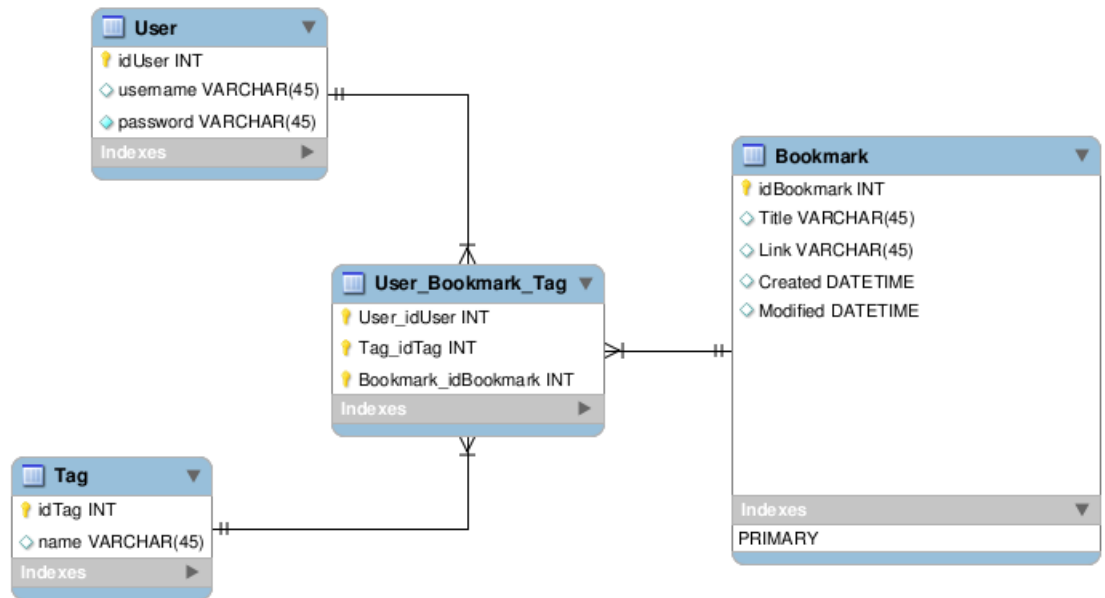 User
idUser INT
username VARCHAR(45)
password VARCHAR(45)
Indexes
Bookmark
idBookmark INT
Title VARCHAR(45)
Link VARCHAR(45)
Created DATETIME
Modified DATETIME
Indexes
PRIMARY
User_Bookmark_Tag
User_idUser INT
Tag_idTag INT
Bookmark_idBookmark INT
Indexes
Tag
idTag INT
name VARCHAR(45)
Indexes